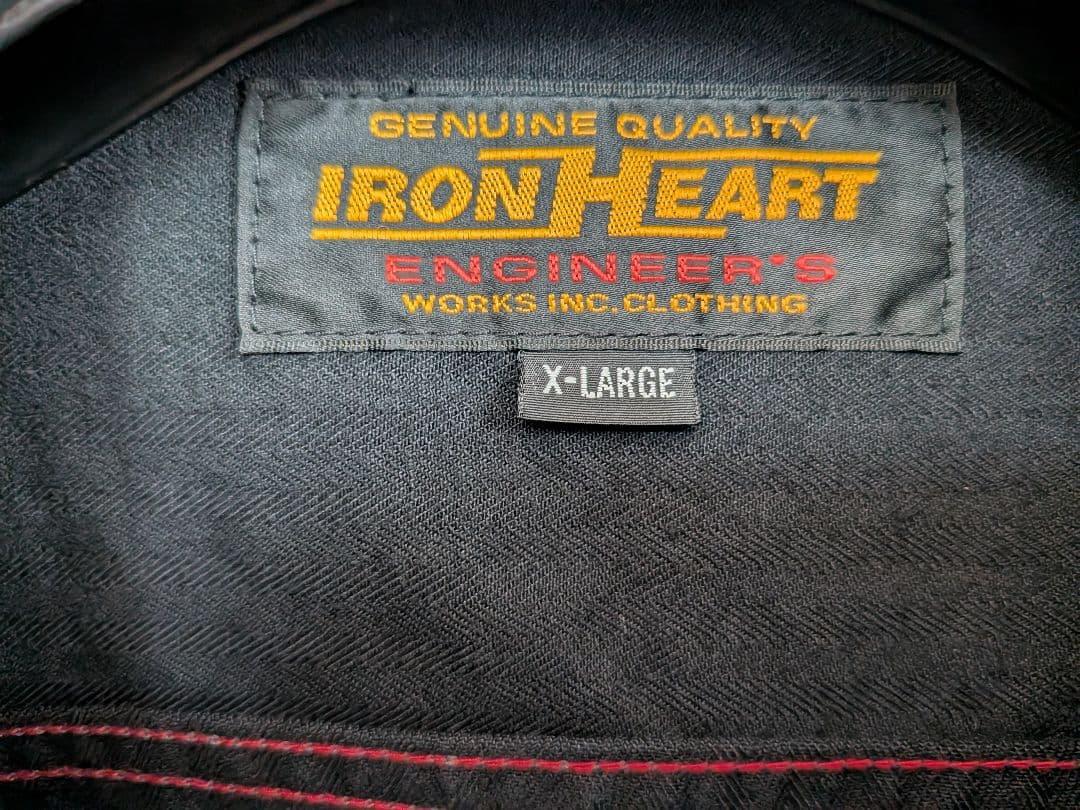 GENUINE QUALITY
IRON HEART
ENGINEER'S
WORKS INC. CLOTHING
X-LARGE